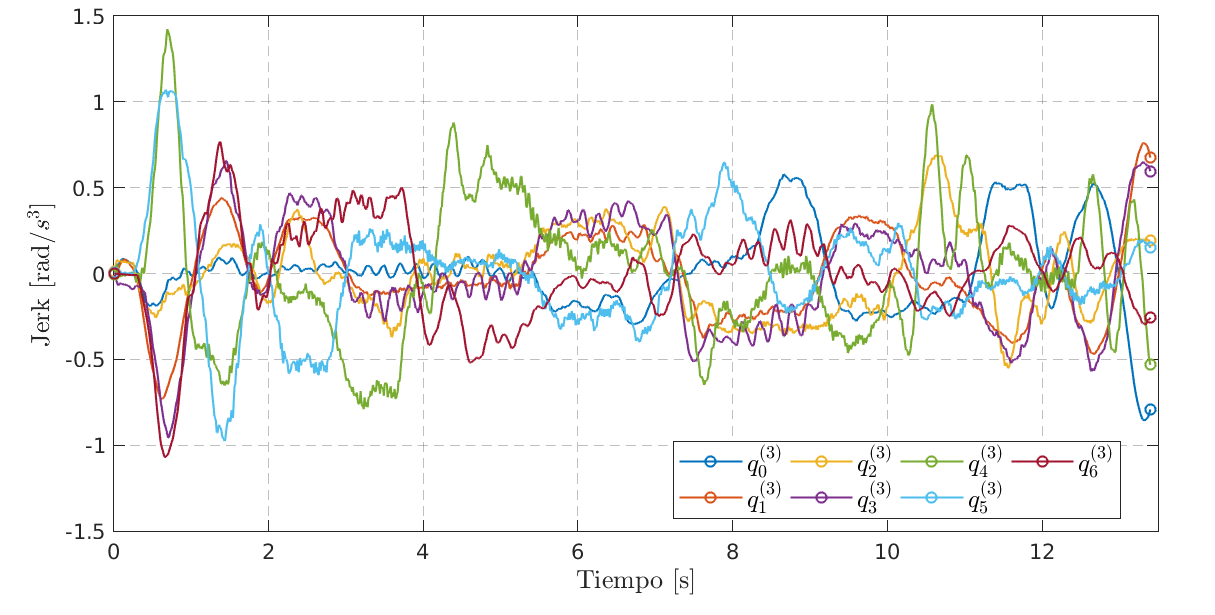 1.5
1
0.5
0
-0.5
-1
-1.5
Jerk [rad/s³]
0 2 4 6 8 10 12
Tiempo [s]
q₀⁽³⁾ q₂⁽³⁾ q₄⁽³⁾ q₆⁽³⁾
q₁⁽³⁾ q₃⁽³⁾ q₅⁽³⁾